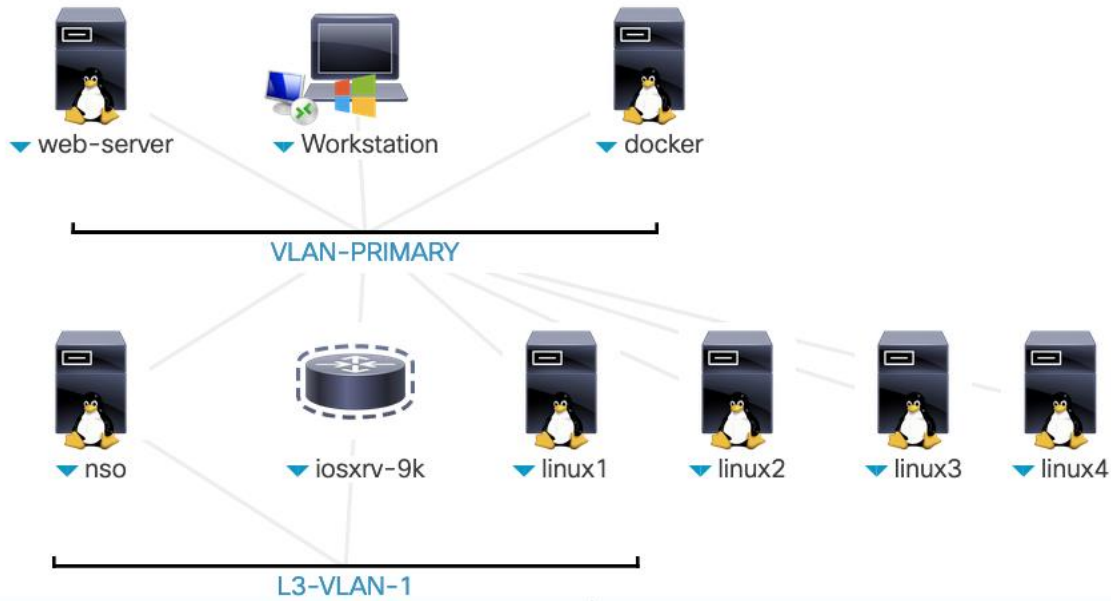 web-server
Workstation
docker
VLAN-PRIMARY
nso
iosxrv-9k
linux1
linux2
linux3
linux4
L3-VLAN-1